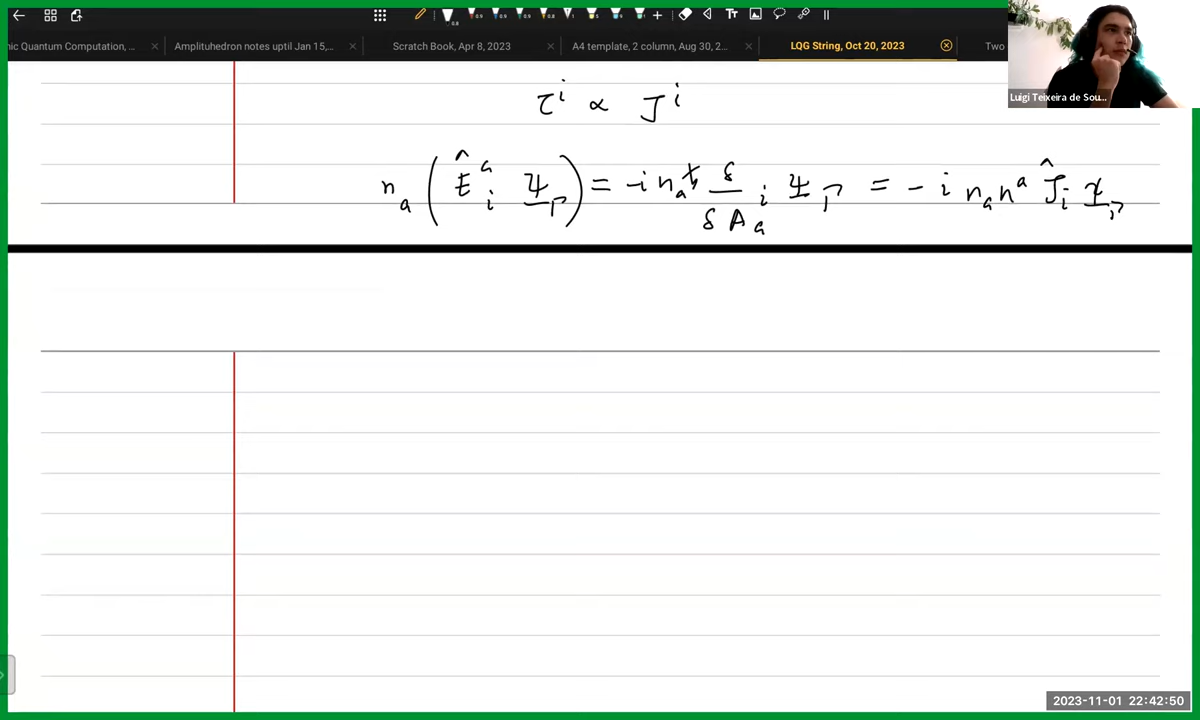 nic Quantum Computation, ... Amplituhedron notes uptil Jan 15,... Scratch Book, Apr 8, 2023 A4 template, 2 column, Aug 30, 2... LQG String, Oct 20, 2023 Two
Luigi Teixeira de Sou...
τ^i ∝ J^i
n_a ( Ê^a_i Ψ_Γ ) = -i n_a ℏ δ/δA_a^i Ψ_Γ = -i n_a n^a Ĵ_i Ψ_Γ
2023-11-01 22:42:50